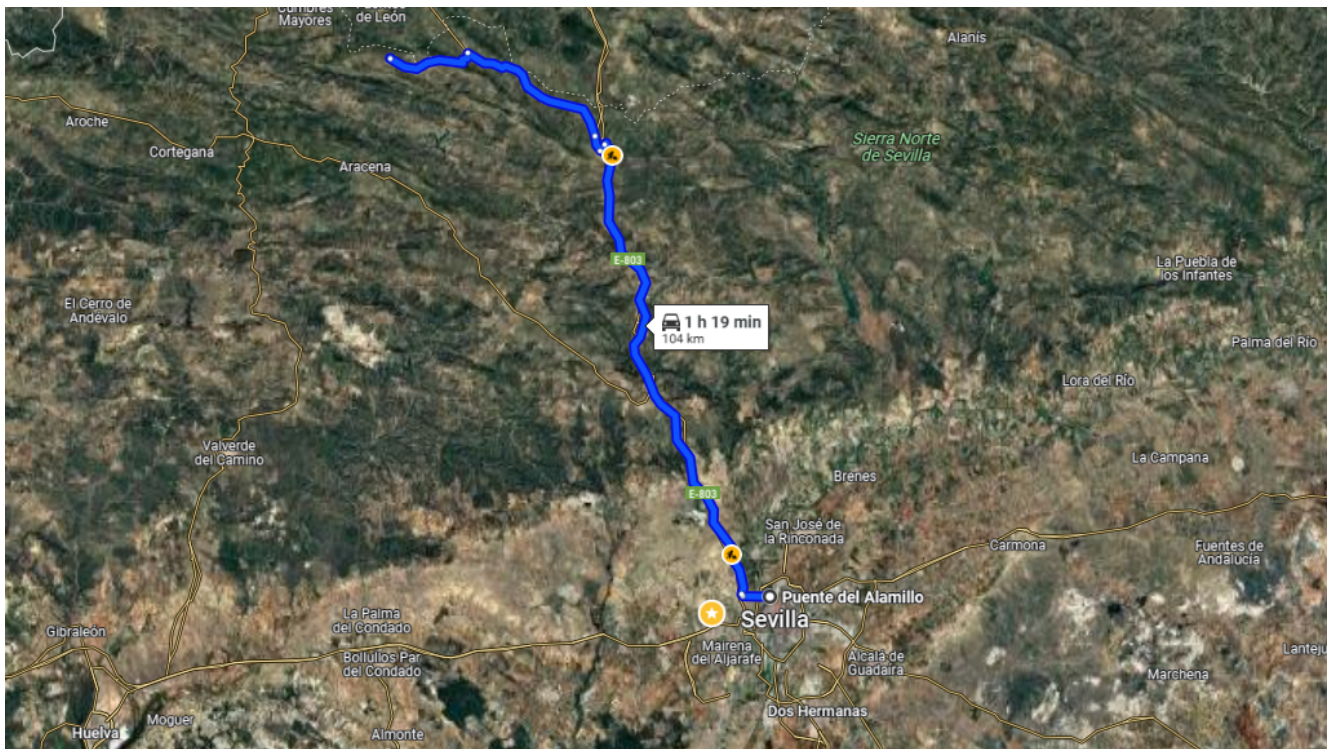 Cumbres
Mayores
de León
Alanís
Aroche
Cortegana
Aracena
Sierra Norte
de Sevilla
E-803
La Puebla de
los Infantes
El Cerro de
Andévalo
1 h 19 min
104 km
Palma del Río
Lora del Río
Valverde
del Camino
La Campana
Brenes
E-803
San José de
la Rinconada
Carmona
Fuentes de
Andalucía
Puente del Alamillo
La Palma
del Condado
Sevilla
Gibraleón
Mairena
del Aljarafe
Alcalá de
Guadaíra
Bollullos Par
del Condado
Lanteju
Marchena
Dos Hermanas
Moguer
Huelva
Almonte